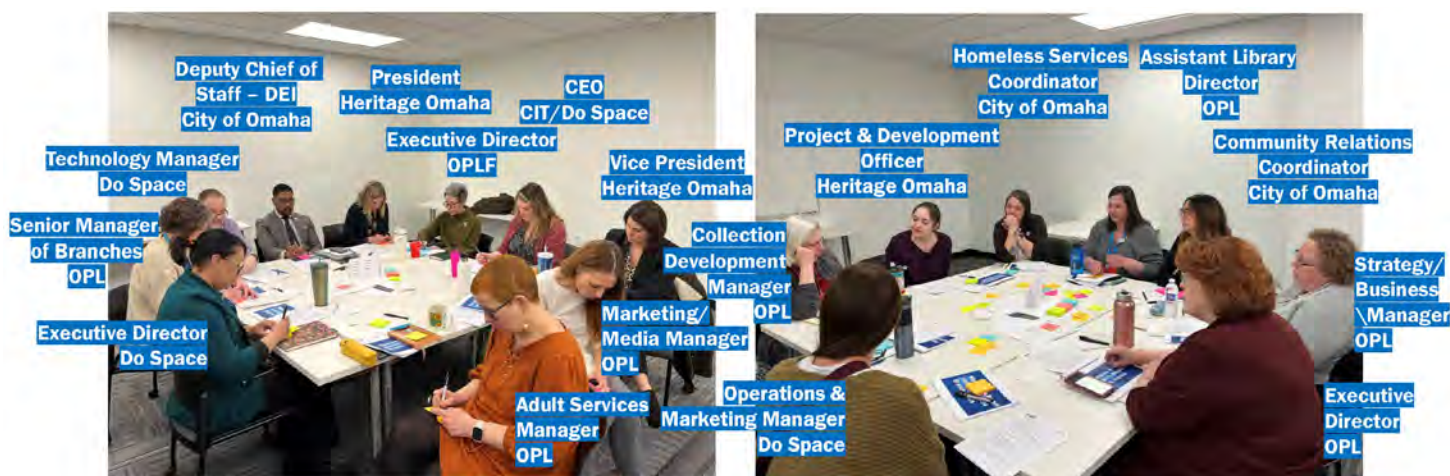 Deputy Chief of
Staff – DEI
City of Omaha
President
Heritage Omaha
CEO
CIT/Do Space
Executive Director
OPLF
Technology Manager
Do Space
Vice President
Heritage Omaha
Senior Manager
of Branches
OPL
Executive Director
Do Space
Marketing/
Media Manager
OPL
Adult Services
Manager
OPL
Homeless Services
Coordinator
City of Omaha
Assistant Library
Director
OPL
Project & Development
Officer
Heritage Omaha
Community Relations
Coordinator
City of Omaha
Collection
Development
Manager
OPL
Strategy/
Business
\Manager
OPL
Operations &
Marketing Manager
Do Space
Executive
Director
OPL